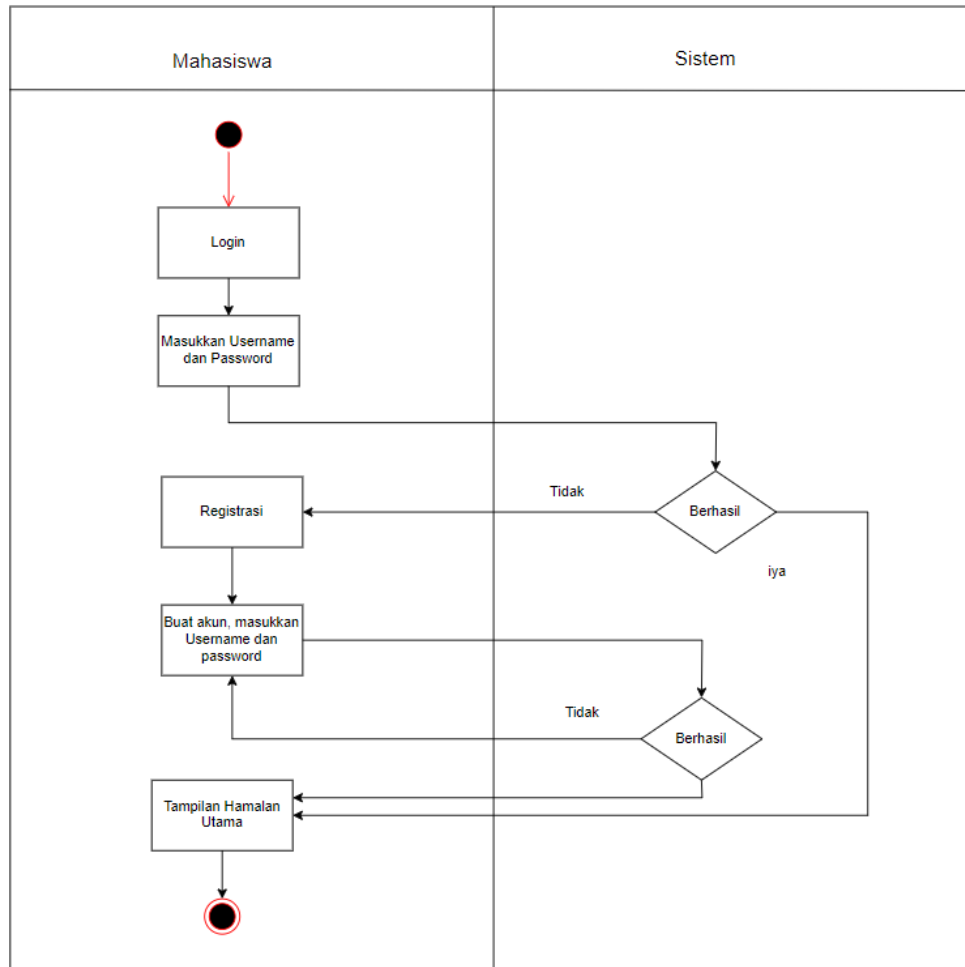 Mahasiswa
Sistem
Login
Masukkan Username
dan Password
Berhasil
Tidak
iya
Registrasi
Buat akun, masukkan
Username dan
password
Berhasil
Tidak
Tampilan Hamalan
Utama